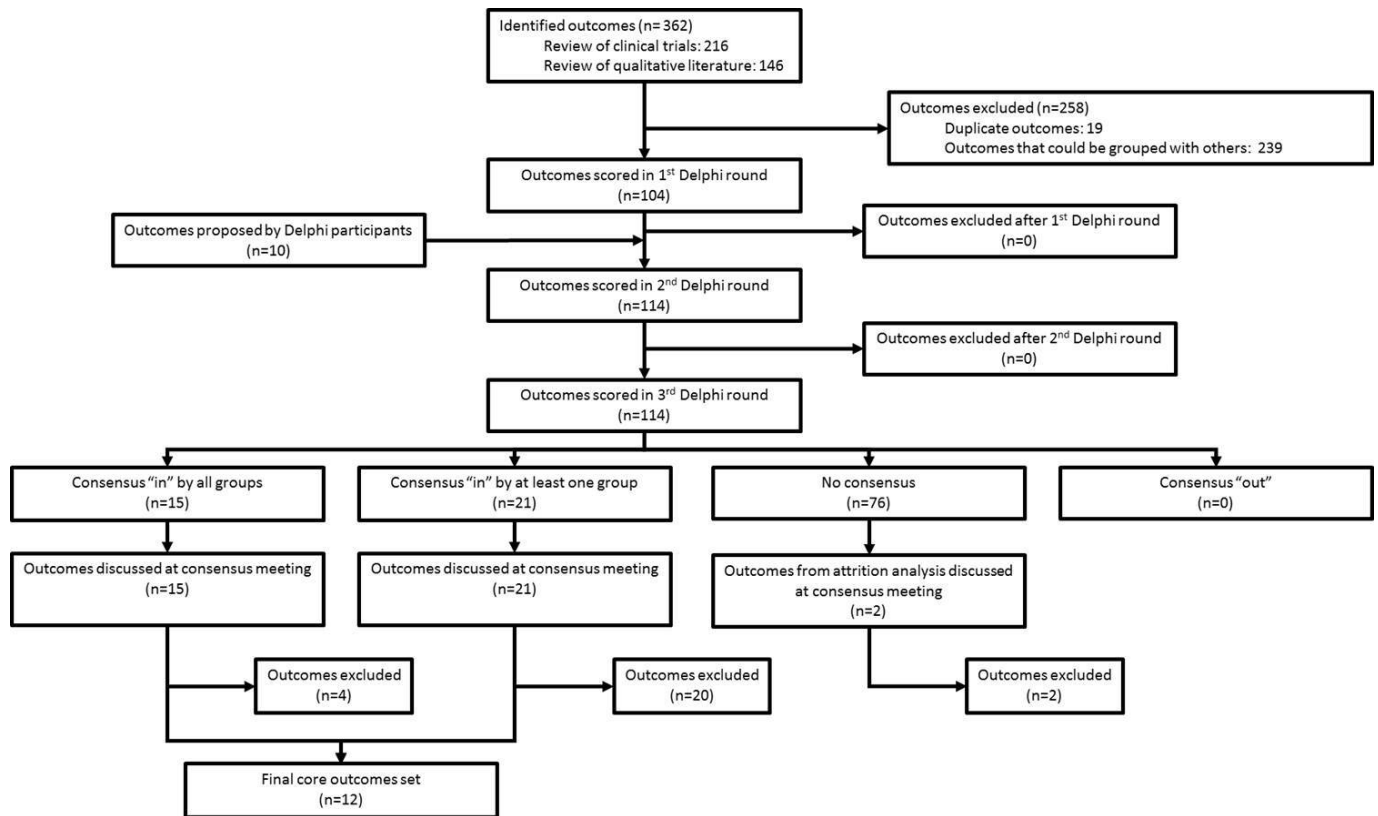 Identified outcomes (n= 362)
Review of clinical trials: 216
Review of qualitative literature: 146
Outcomes excluded (n=258)
Duplicate outcomes: 19
Outcomes that could be grouped with others: 239
Outcomes scored in 1st Delphi round
(n=104)
Outcomes proposed by Delphi participants
(n=10)
Outcomes excluded after 1st Delphi round
(n=0)
Outcomes scored in 2nd Delphi round
(n=114)
Outcomes excluded after 2nd Delphi round
(n=0)
Outcomes scored in 3rd Delphi round
(n=114)
Consensus “in” by all groups
(n=15)
Consensus “in” by at least one group
(n=21)
No consensus
(n=76)
Consensus “out”
(n=0)
Outcomes discussed at consensus meeting
(n=15)
Outcomes discussed at consensus meeting
(n=21)
Outcomes from attrition analysis discussed
at consensus meeting
(n=2)
Outcomes excluded
(n=4)
Outcomes excluded
(n=20)
Outcomes excluded
(n=2)
Final core outcomes set
(n=12)